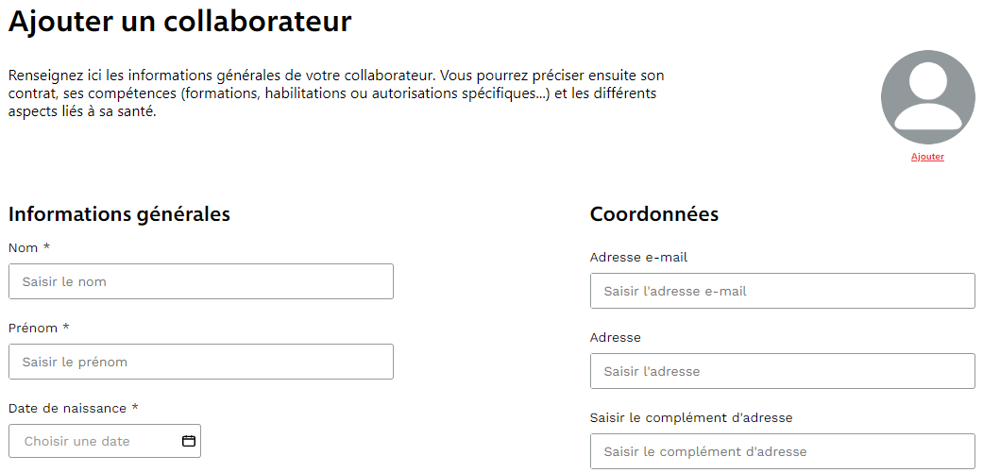 Ajouter un collaborateur
Renseignez ici les informations générales de votre collaborateur. Vous pourrez préciser ensuite son
contrat, ses compétences (formations, habilitations ou autorisations spécifiques...) et les différents
aspects liés à sa santé.
Ajouter
Informations générales
Nom *
Saisir le nom
Prénom *
Saisir le prénom
Date de naissance *
Choisir une date
Coordonnées
Adresse e-mail
Saisir l'adresse e-mail
Adresse
Saisir l'adresse
Saisir le complément d'adresse
Saisir le complément d'adresse